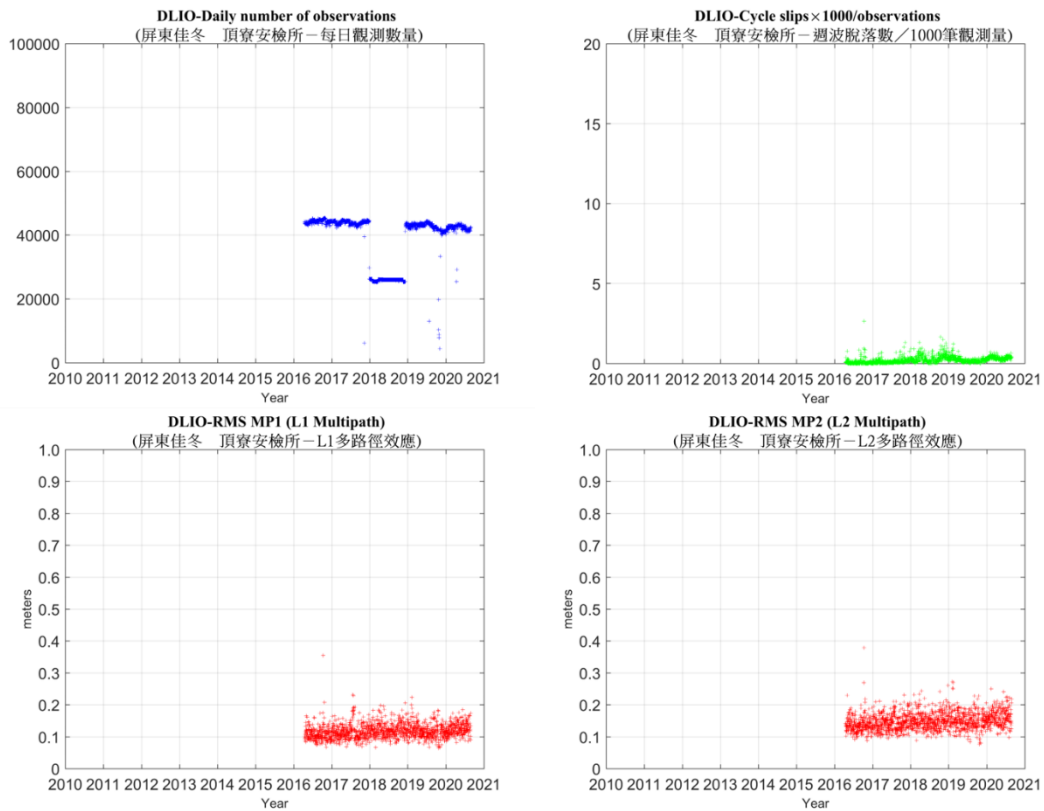 DLIO-Daily number of observations
(屏東佳冬 頂寮安檢所－每日觀測數量)
100000
80000
60000
40000
20000
0
2010 2011 2012 2013 2014 2015 2016 2017 2018 2019 2020 2021
Year
DLIO-Cycle slips×1000/observations
(屏東佳冬 頂寮安檢所－週波脫落數／1000筆觀測量)
20
15
10
5
0
2010 2011 2012 2013 2014 2015 2016 2017 2018 2019 2020 2021
Year
DLIO-RMS MP1 (L1 Multipath)
(屏東佳冬 頂寮安檢所－L1多路徑效應)
1.0
0.9
0.8
0.7
0.6
0.5
0.4
0.3
0.2
0.1
0
meters
2010 2011 2012 2013 2014 2015 2016 2017 2018 2019 2020 2021
Year
DLIO-RMS MP2 (L2 Multipath)
(屏東佳冬 頂寮安檢所－L2多路徑效應)
1.0
0.9
0.8
0.7
0.6
0.5
0.4
0.3
0.2
0.1
0
meters
2010 2011 2012 2013 2014 2015 2016 2017 2018 2019 2020 2021
Year